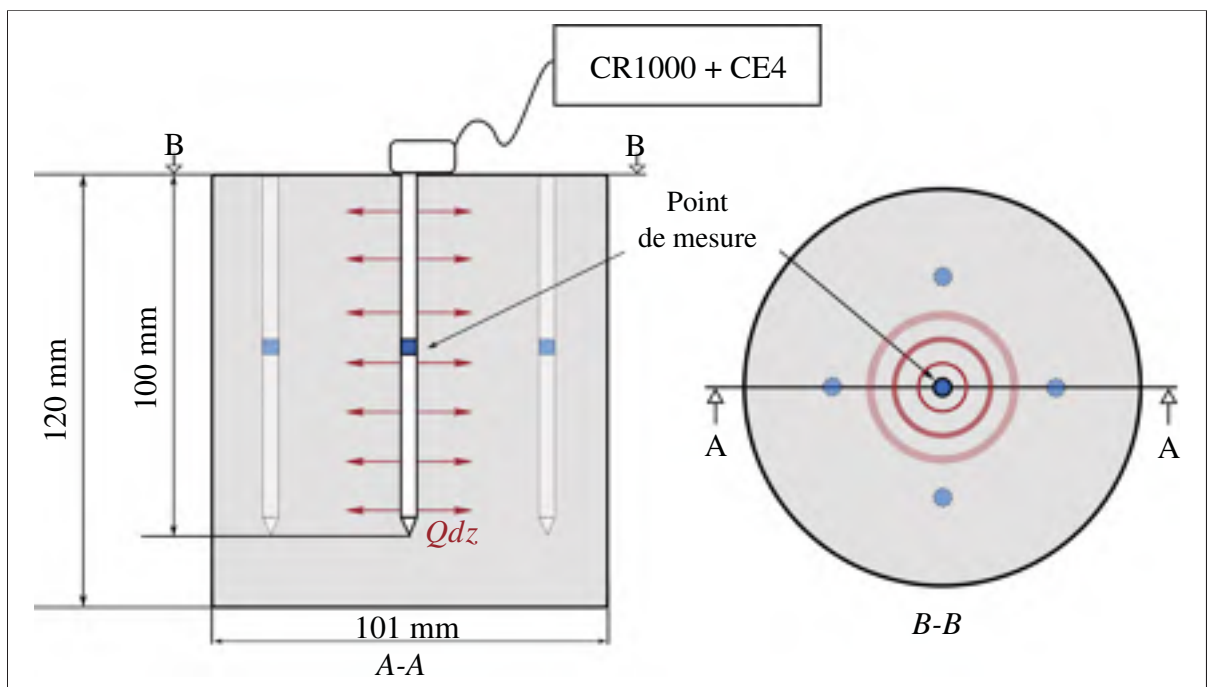 CR1000 + CE4
B
B
Point
de mesure
120 mm
100 mm
A
A
Qdz
101 mm
A-A
B-B